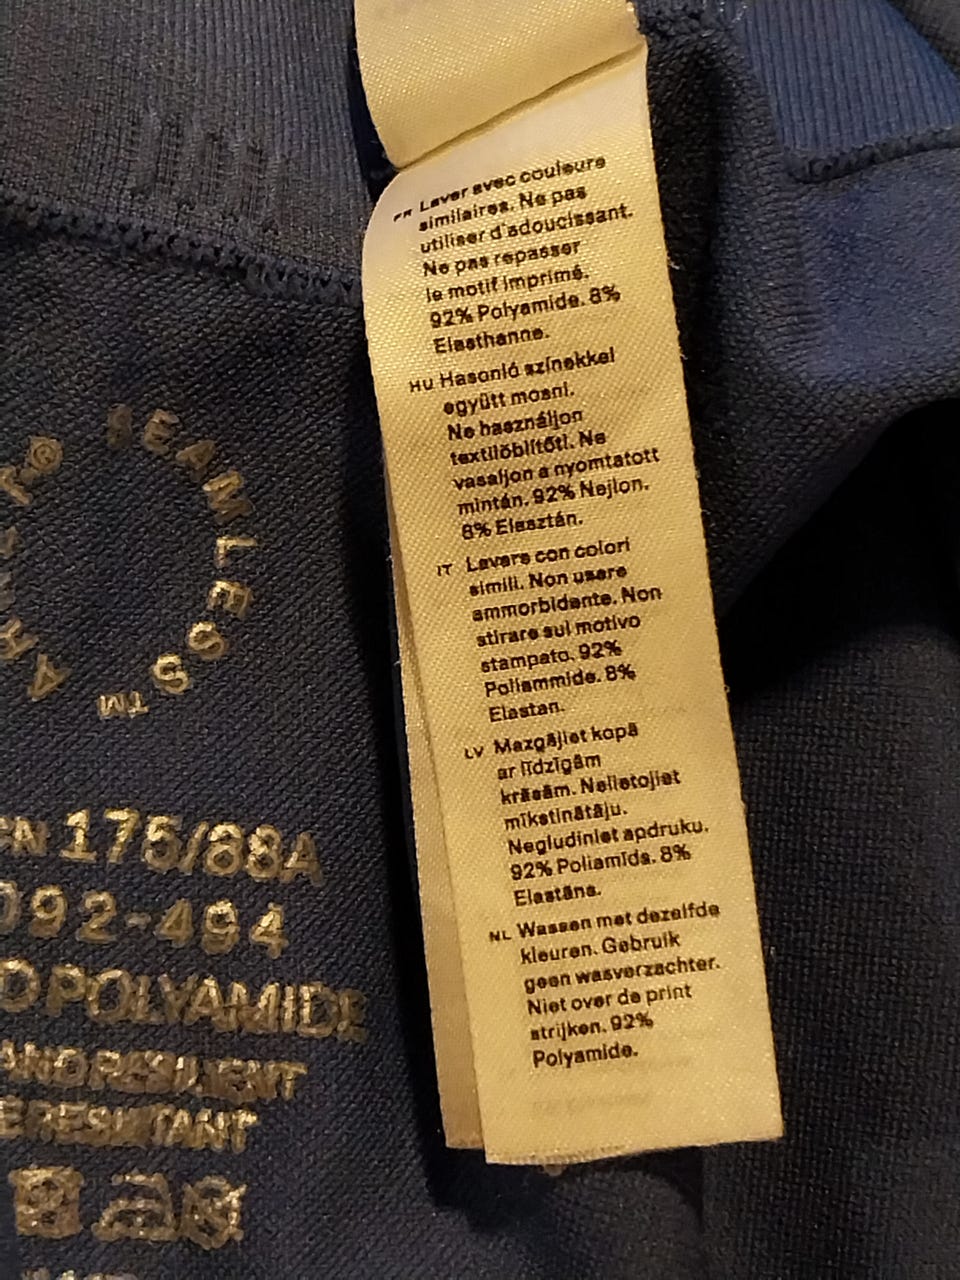 FR Laver avec couleurs
similaires. Ne pas
utiliser d'adoucissant.
Ne pas repasser
le motif imprimé.
92% Polyamide. 8%
Elasthanne.
HU Hasonló színekkel
együtt mosni.
Ne használjon
textilöblítőt. Ne
vasaljon a nyomtatott
mintán. 92% Nejlon.
8% Elasztán.
IT Lavare con colori
simili. Non usare
ammorbidente. Non
stirare sul motivo
stampato. 92%
Poliammide. 8%
Elastan.
LV Mazgājiet kopā
ar līdzīgām
krāsām. Nelietojiet
mīkstinātāju.
Negludiniet apdruku.
92% Poliamīds. 8%
Elastāns.
NL Wassen met dezelfde
kleuren. Gebruik
geen wasverzachter.
Niet over de print
strijken. 92%
Polyamide.
SEAMLESS™
CN 175/88A
092-494
POLYAMIDE